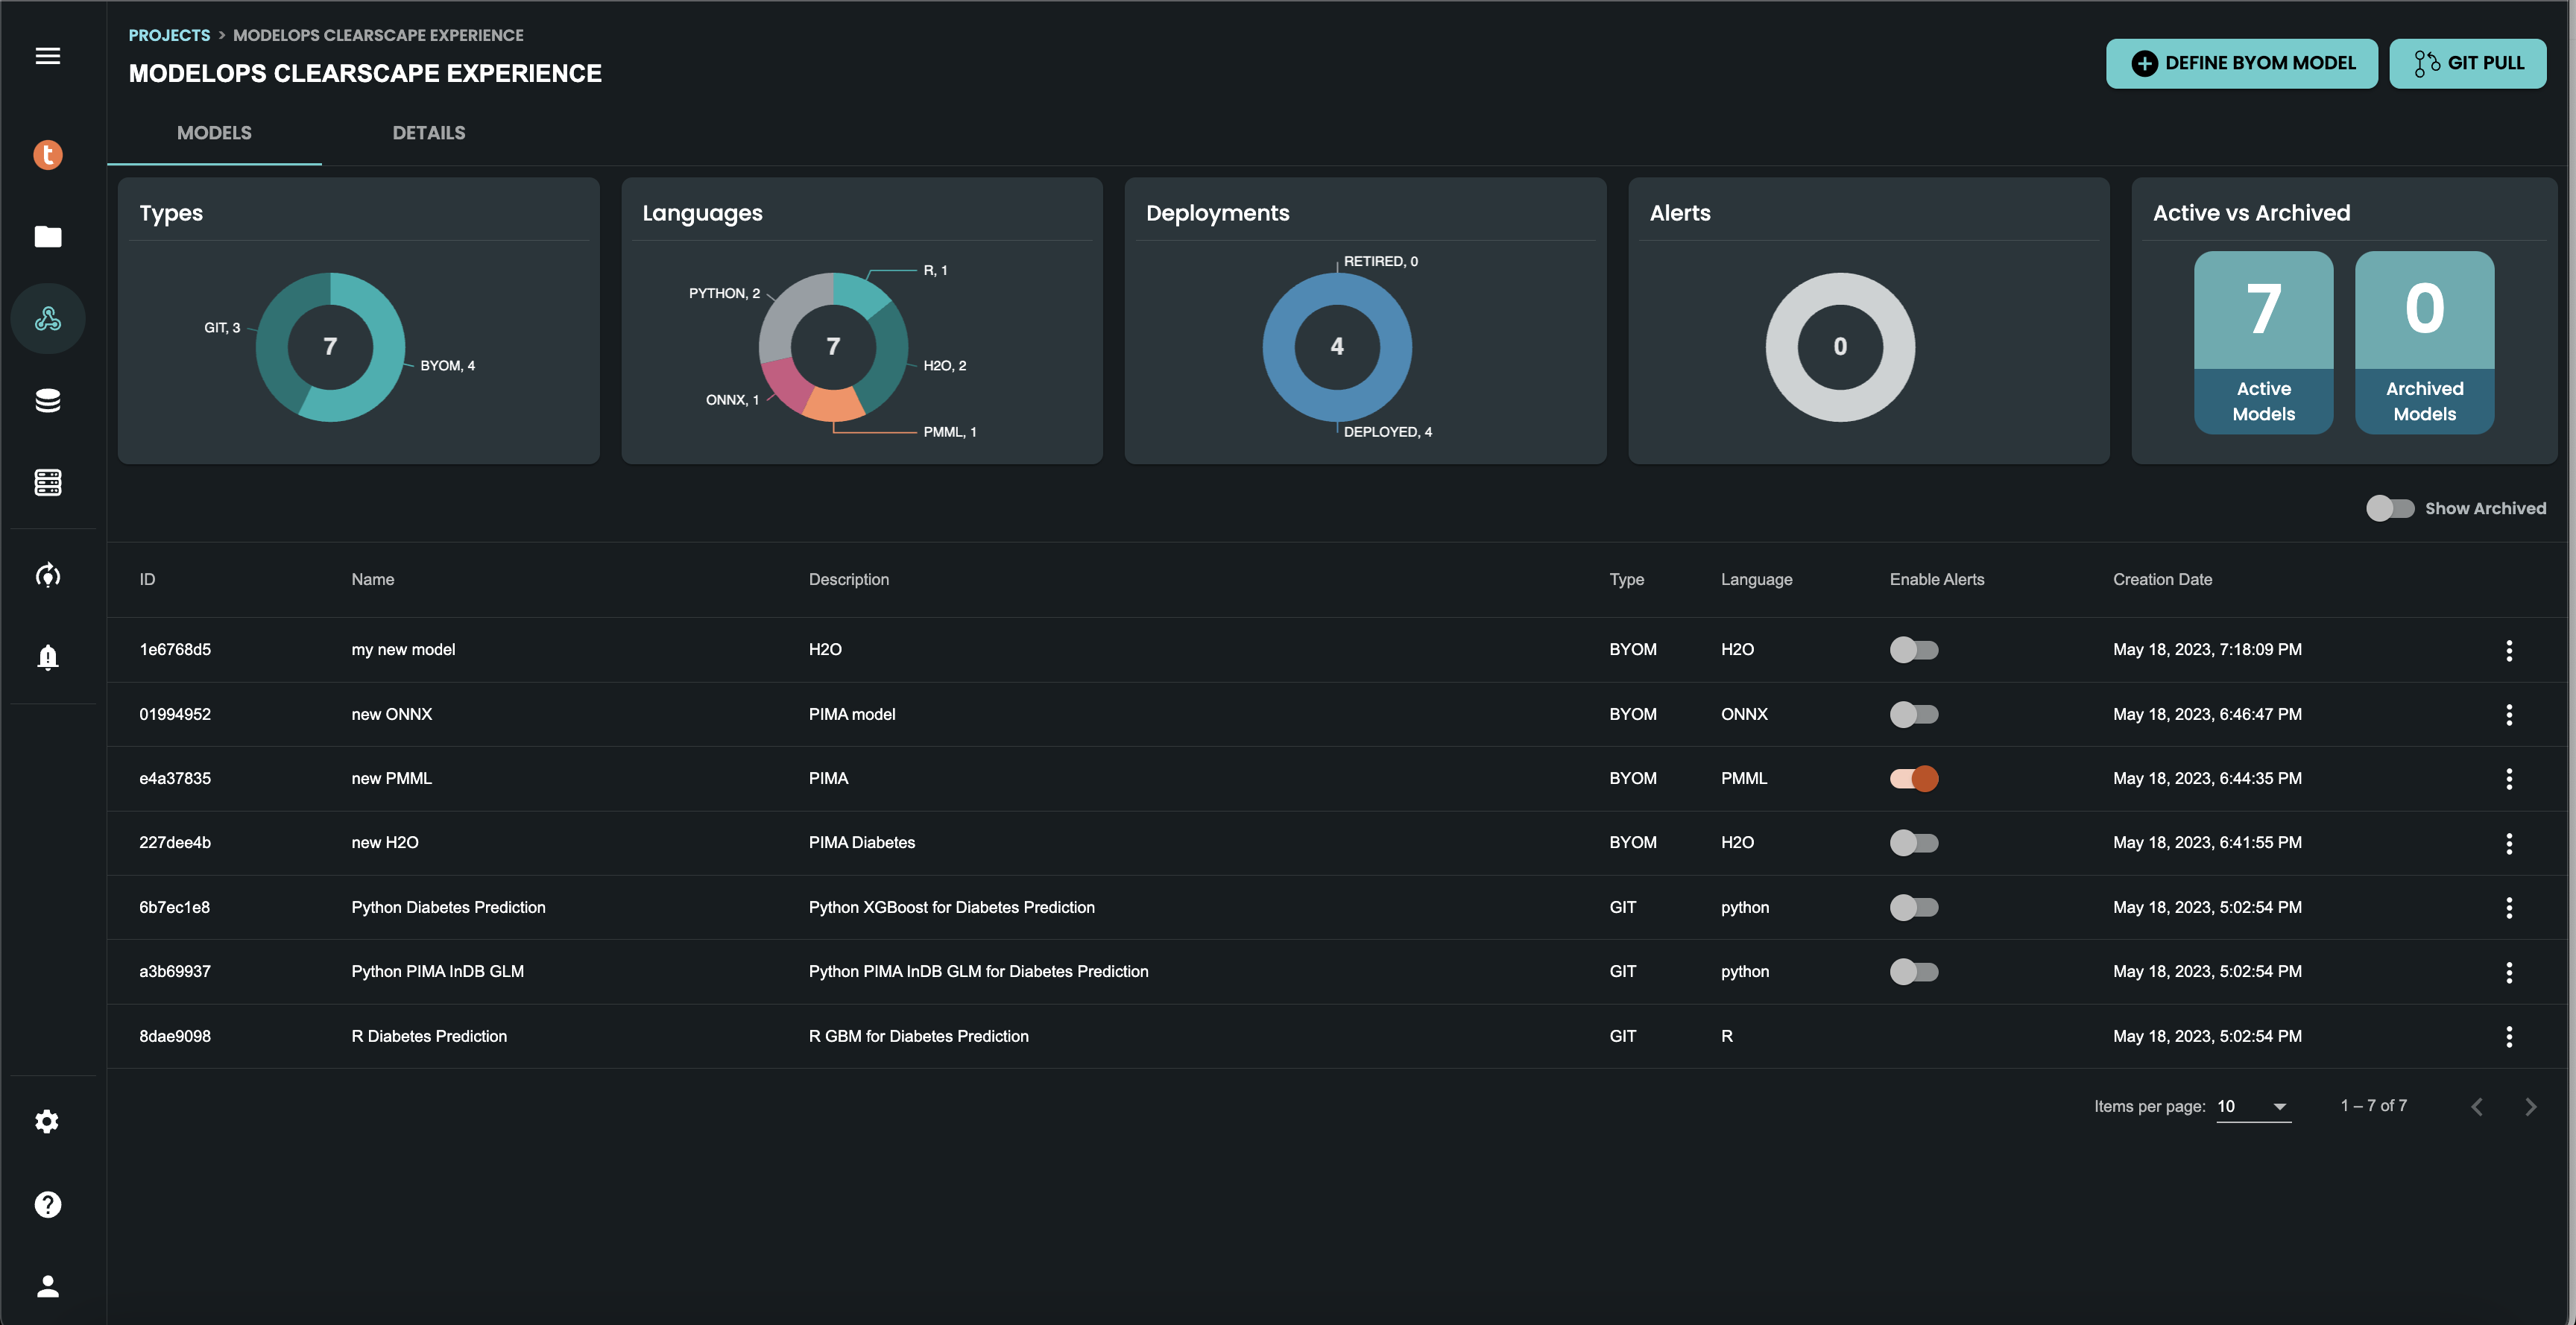 PROJECTS > MODELOPS CLEARSCAPE EXPERIENCE
MODELOPS CLEARSCAPE EXPERIENCE
DEFINE BYOM MODEL
GIT PULL
MODELS
DETAILS
t
Types
GIT, 3
7
BYOM, 4
Languages
R, 1
PYTHON, 2
7
H2O, 2
ONNX, 1
PMML, 1
Deployments
RETIRED, 0
4
DEPLOYED, 4
Alerts
0
Active vs Archived
7
Active
Models
0
Archived
Models
Show Archived
ID Name Description Type Language Enable Alerts Creation Date
1e6768d5 my new model H2O BYOM H2O May 18, 2023, 7:18:09 PM
01994952 new ONNX PIMA model BYOM ONNX May 18, 2023, 6:46:47 PM
e4a37835 new PMML PIMA BYOM PMML May 18, 2023, 6:44:35 PM
227dee4b new H2O PIMA Diabetes BYOM H2O May 18, 2023, 6:41:55 PM
6b7ec1e8 Python Diabetes Prediction Python XGBoost for Diabetes Prediction GIT python May 18, 2023, 5:02:54 PM
a3b69937 Python PIMA InDB GLM Python PIMA InDB GLM for Diabetes Prediction GIT python May 18, 2023, 5:02:54 PM
8dae9098 R Diabetes Prediction R GBM for Diabetes Prediction GIT R May 18, 2023, 5:02:54 PM
Items per page: 10 1 – 7 of 7